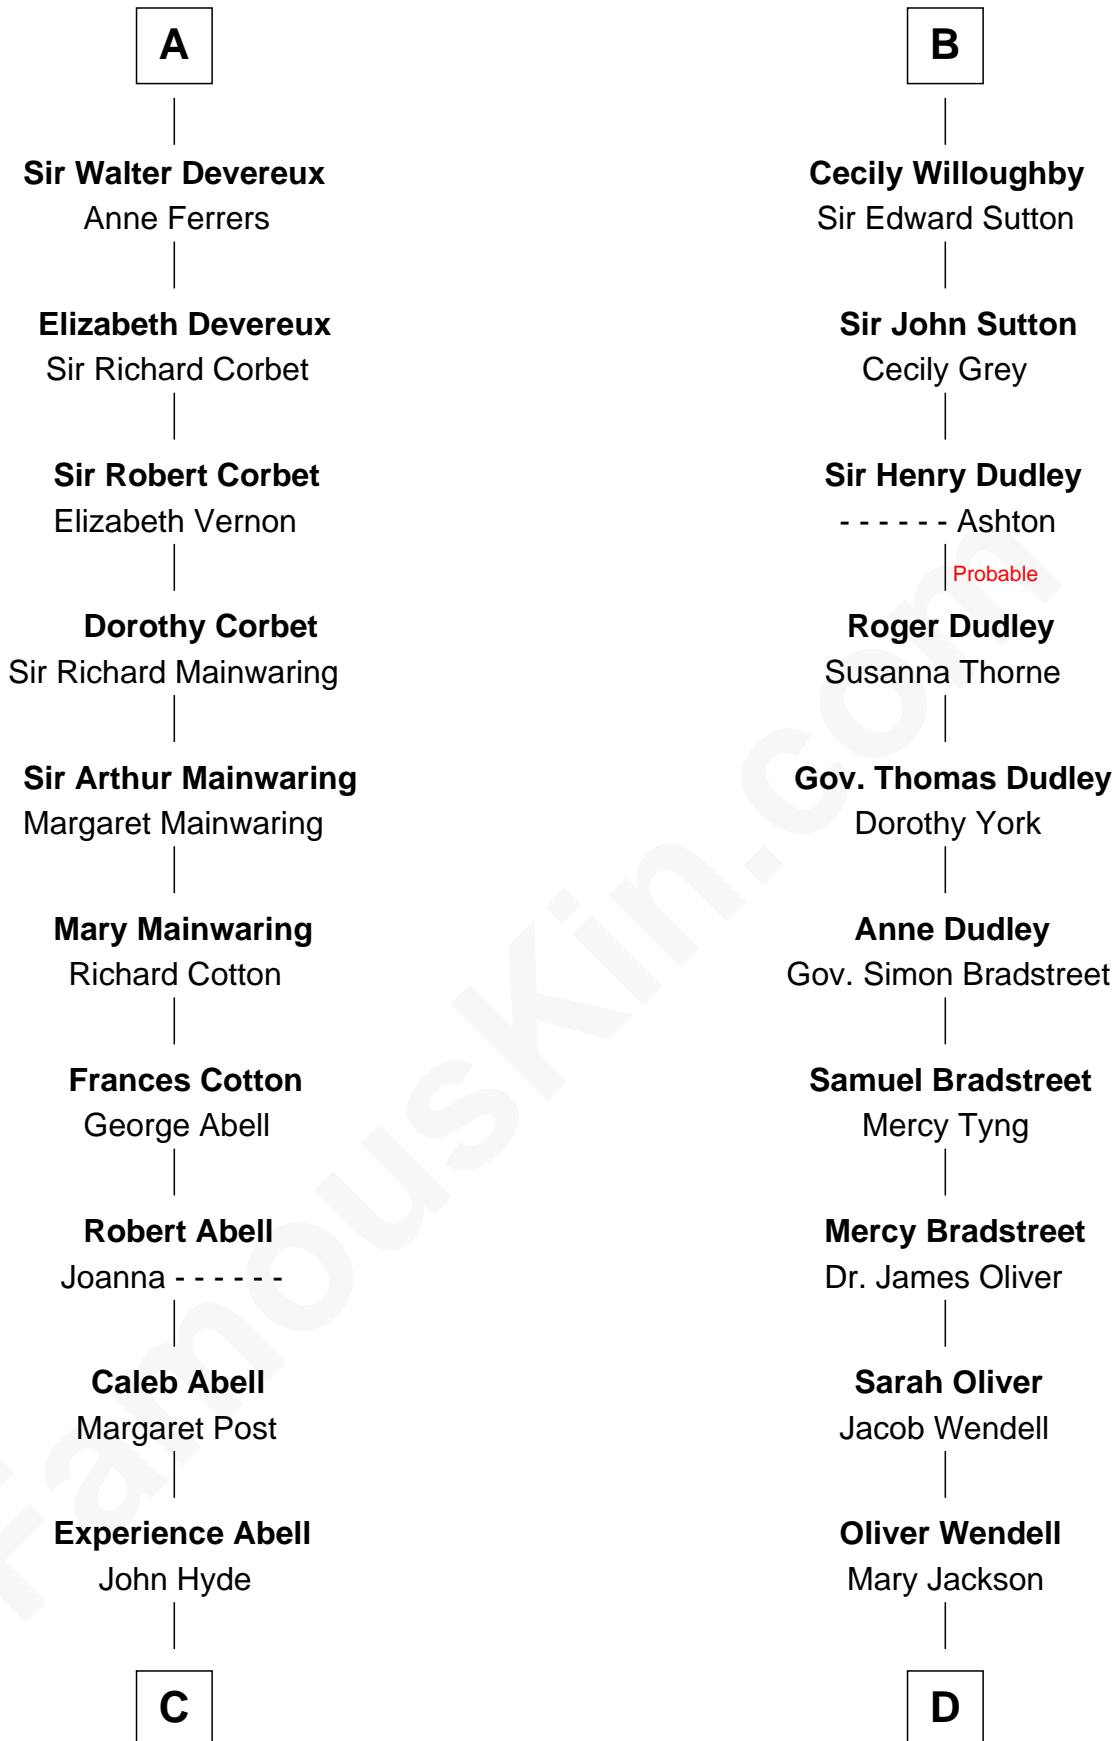 A
Sir Walter Devereux
Anne Ferrers
Elizabeth Devereux
Sir Richard Corbet
Sir Robert Corbet
Elizabeth Vernon
Dorothy Corbet
Sir Richard Mainwaring
Sir Arthur Mainwaring
Margaret Mainwaring
Mary Mainwaring
Richard Cotton
Frances Cotton
George Abell
Robert Abell
Joanna - - - - - -
Caleb Abell
Margaret Post
Experience Abell
John Hyde
C
B
Cecily Willoughby
Sir Edward Sutton
Sir John Sutton
Cecily Grey
Sir Henry Dudley
- - - - - - Ashton
Probable
Roger Dudley
Susanna Thorne
Gov. Thomas Dudley
Dorothy York
Anne Dudley
Gov. Simon Bradstreet
Samuel Bradstreet
Mercy Tyng
Mercy Bradstreet
Dr. James Oliver
Sarah Oliver
Jacob Wendell
Oliver Wendell
Mary Jackson
D
FamousKin.com